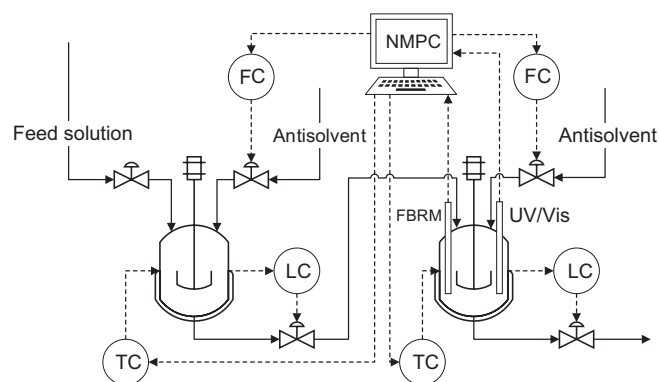 NMPC
FC
FC
Feed solution
Antisolvent
Antisolvent
FBRM
UV/Vis
LC
LC
TC
TC